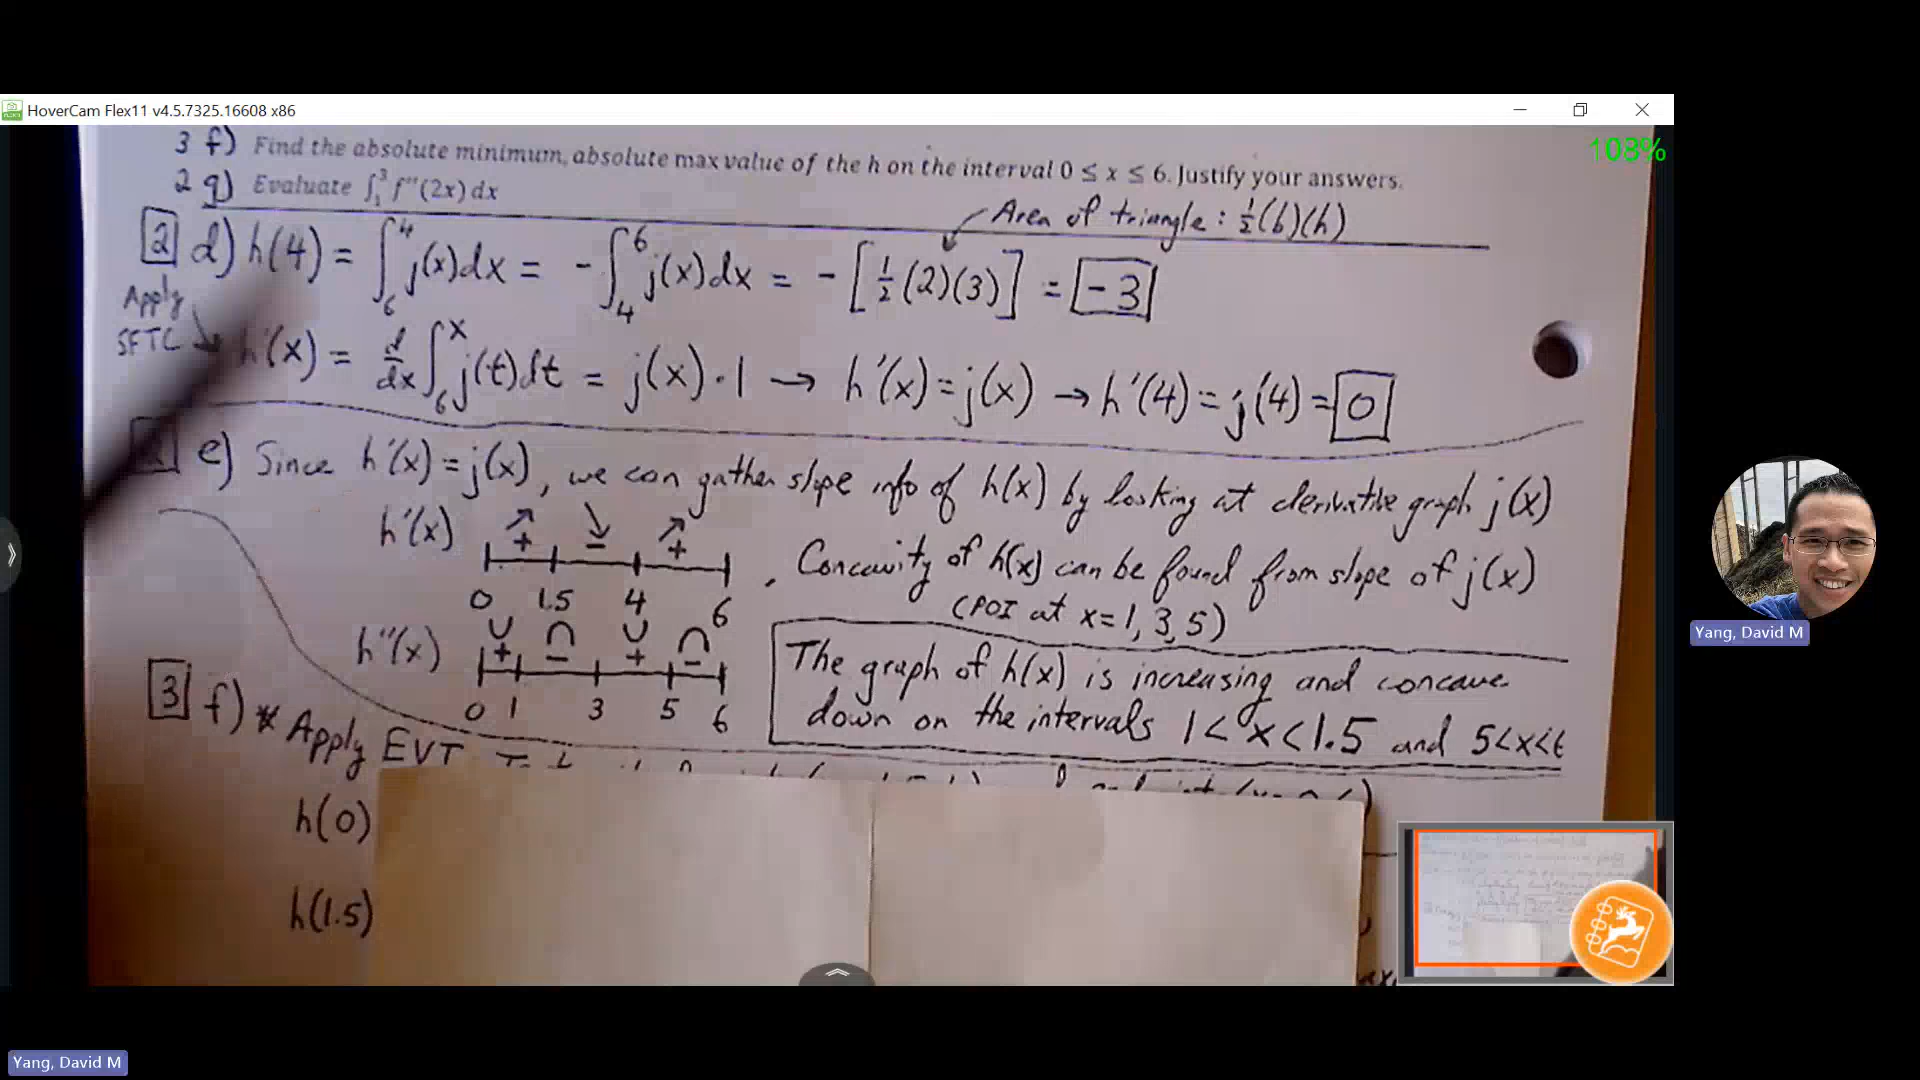 HoverCam Flex11 v4.5.7325.16608 x86
108%
3 f) Find the absolute minimum, absolute max value of the h on the interval 0 ≤ x ≤ 6. Justify your answers.
2 g) Evaluate ∫₁³ f''(2x) dx
Area of triangle: ½(b)(h)
2 d) h(4) = ∫₆⁴ j(x)dx = -∫₄⁶ j(x)dx = -[½(2)(3)] = -3
Apply
SFTC
h'(x) = d/dx ∫₆ˣ j(t)dt = j(x)·1 → h'(x) = j(x) → h'(4) = j(4) = 0
e) Since h'(x) = j(x), we can gather slope info of h(x) by looking at derivative graph j(x)
h'(x) + - +
0 1.5 4 6
. Concavity of h(x) can be found from slope of j(x)
(POI at x=1, 3, 5)
h''(x) + - + -
0 1 3 5 6
The graph of h(x) is increasing and concave
down on the intervals 1<x<1.5 and 5<x<6
3 f) * Apply EVT
h(0)
h(1.5)
Yang, David M
Yang, David M